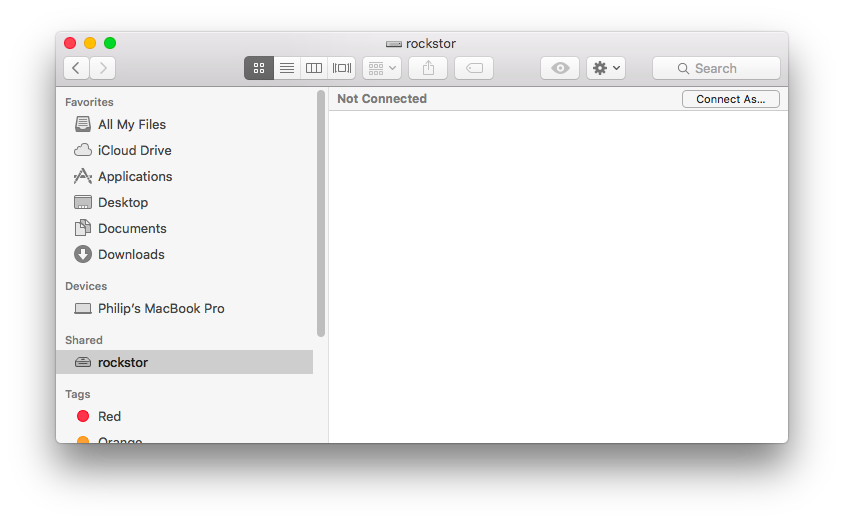 rockstor
Search
Favorites
All My Files
iCloud Drive
Applications
Desktop
Documents
Downloads
Devices
Philip’s MacBook Pro
Shared
rockstor
Tags
Red
Orange
Not Connected
Connect As...